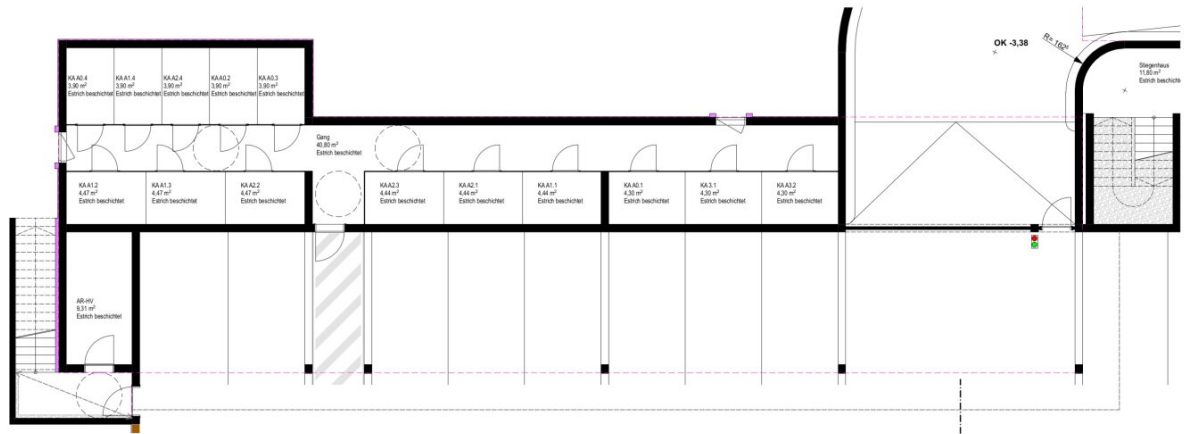 KA A0.4
3,90 m²
Estrich beschichtet
KA A1.4
3,90 m²
Estrich beschichtet
KA A2.4
3,90 m²
Estrich beschichtet
KA A0.2
3,90 m²
Estrich beschichtet
KA A0.3
3,90 m²
Estrich beschichtet
OK -3,38
R= 162⁵
Stiegenhaus
11,80 m²
Estrich beschicht
Gang
40,80 m²
Estrich beschichtet
KA A1.2
4,47 m²
Estrich beschichtet
KA A1.3
4,47 m²
Estrich beschichtet
KA A2.2
4,47 m²
Estrich beschichtet
KA A2.3
4,44 m²
Estrich beschichtet
KA A2.1
4,44 m²
Estrich beschichtet
KA A1.1
4,44 m²
Estrich beschichtet
KA A0.1
4,30 m²
Estrich beschichtet
KA 3.1
4,30 m²
Estrich beschichtet
KA A3.2
4,30 m²
Estrich beschichtet
AR-HV
9,31 m²
Estrich beschichtet